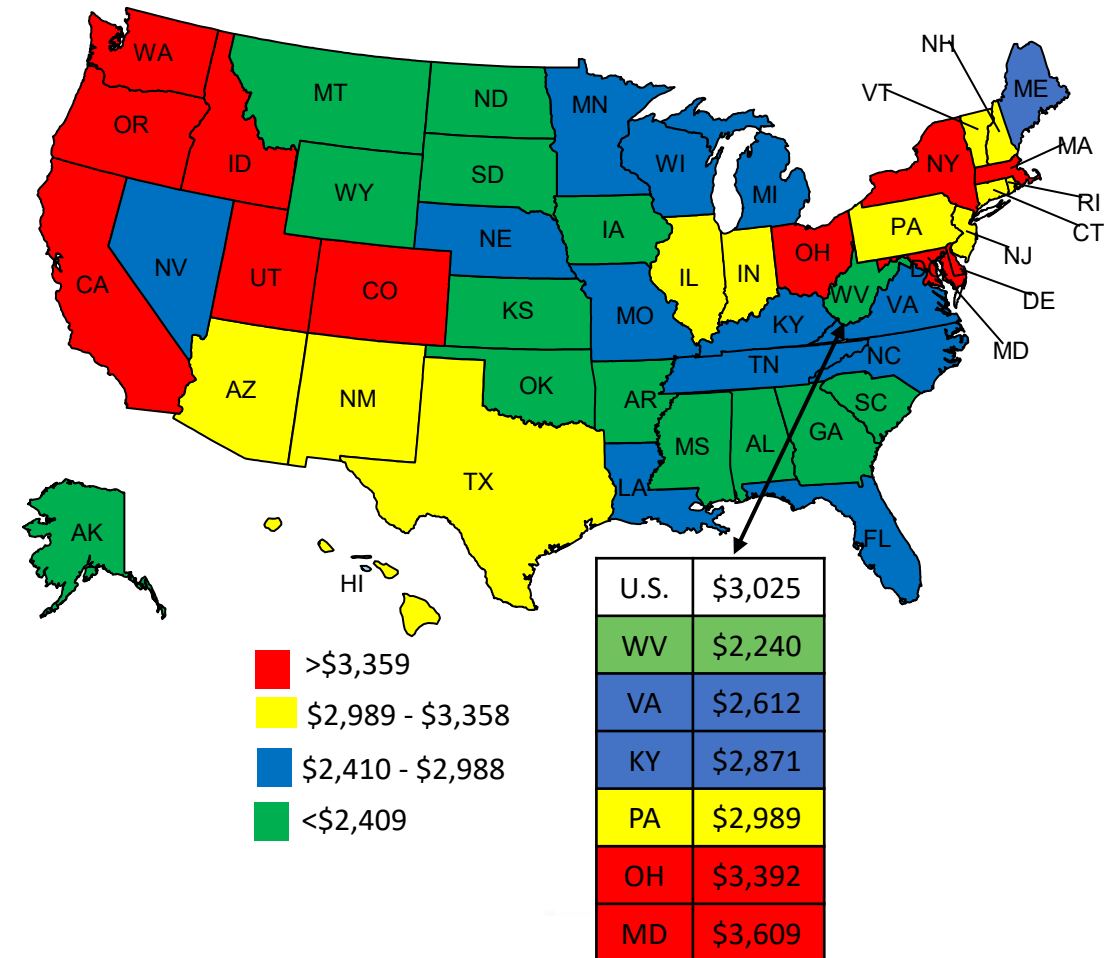 WA
MT
ND
MN
NH
ME
VT
OR
ID
WY
SD
WI
MI
NY
MA
RI
CT
NV
UT
CO
NE
IA
IL
IN
OH
PA
NJ
CA
KS
MO
KY
WV
VA
DC
DE
MD
AZ
NM
OK
AR
TN
NC
SC
TX
LA
MS
AL
GA
FL
AK
HI
>$3,359
$2,989 - $3,358
$2,410 - $2,988
<$2,409
U.S. $3,025
WV $2,240
VA $2,612
KY $2,871
PA $2,989
OH $3,392
MD $3,609